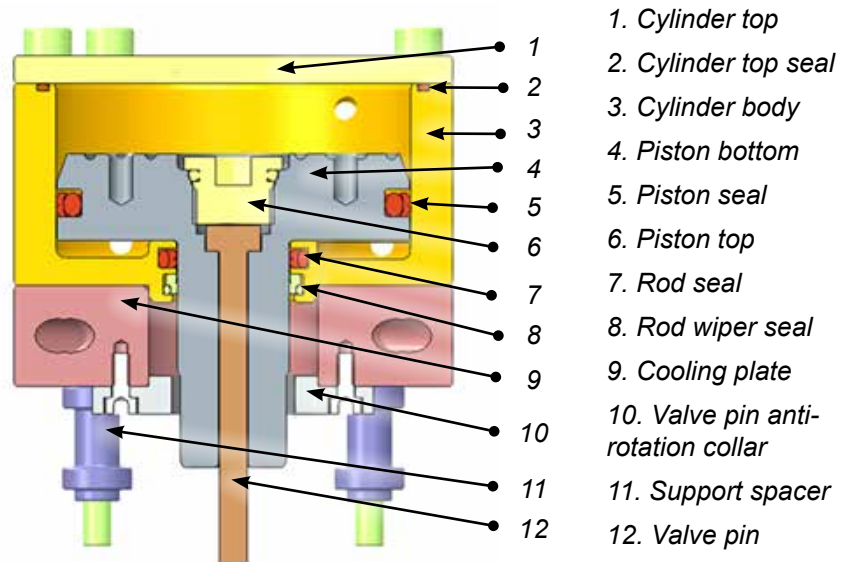 1
2
3
4
5
6
7
8
9
10
11
12
1. Cylinder top
2. Cylinder top seal
3. Cylinder body
4. Piston bottom
5. Piston seal
6. Piston top
7. Rod seal
8. Rod wiper seal
9. Cooling plate
10. Valve pin anti-
rotation collar
11. Support spacer
12. Valve pin